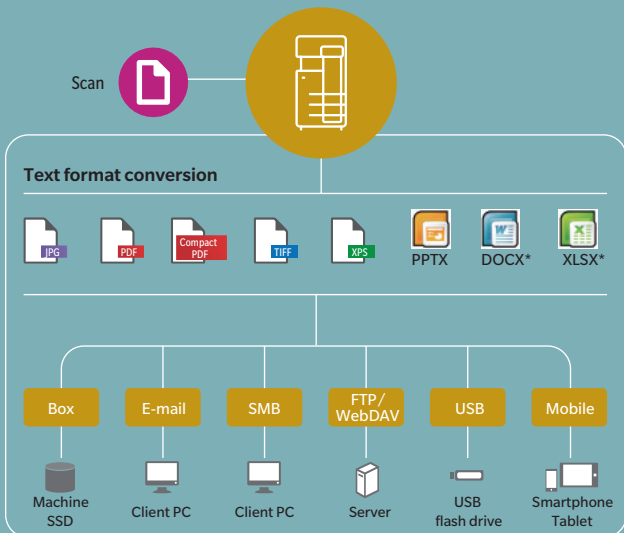 Scan
Text format conversion
JPG
PDF
Compact
PDF
TIFF
XPS
PPTX
DOCX*
XLSX*
Box
E-mail
SMB
FTP/
WebDAV
USB
Mobile
Machine
SSD
Client PC
Client PC
Server
USB
flash drive
Smartphone
Tablet